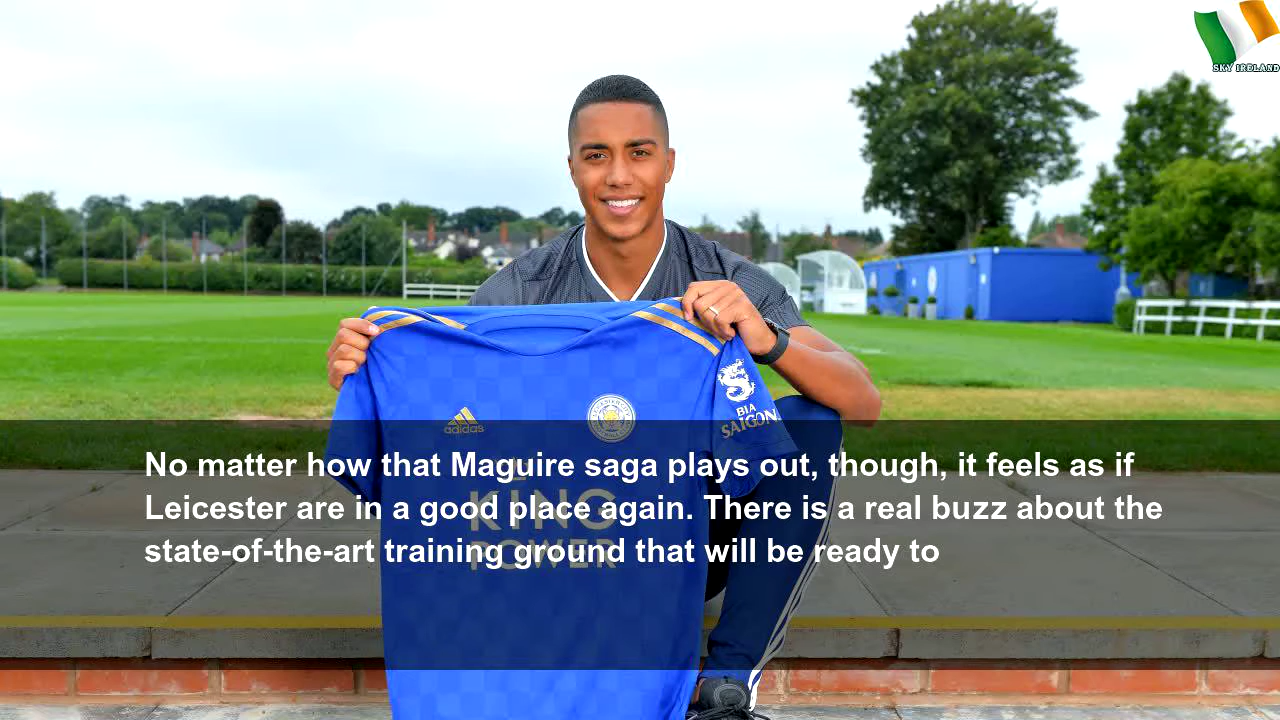 SKY IRELAND
adidas
BIA
SAIGON
No matter how that Maguire saga plays out, though, it feels as if
Leicester are in a good place again. There is a real buzz about the
state-of-the-art training ground that will be ready to
KING
POWER